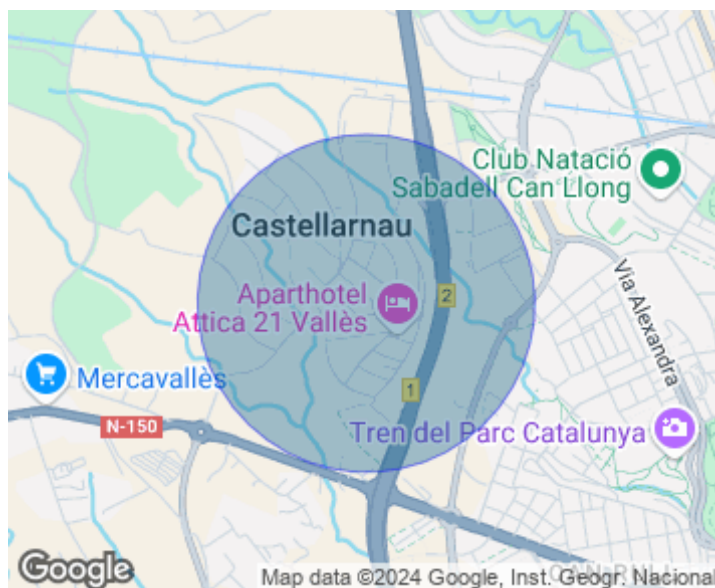 Club Natació
Sabadell Can Llong
Castellarnau
Aparthotel
Attica 21 Vallès
2
Via Alexandra
Mercavallès
1
N-150
Tren del Parc Catalunya
Google
Map data ©2024 Google, Inst. Geogr. Nacional